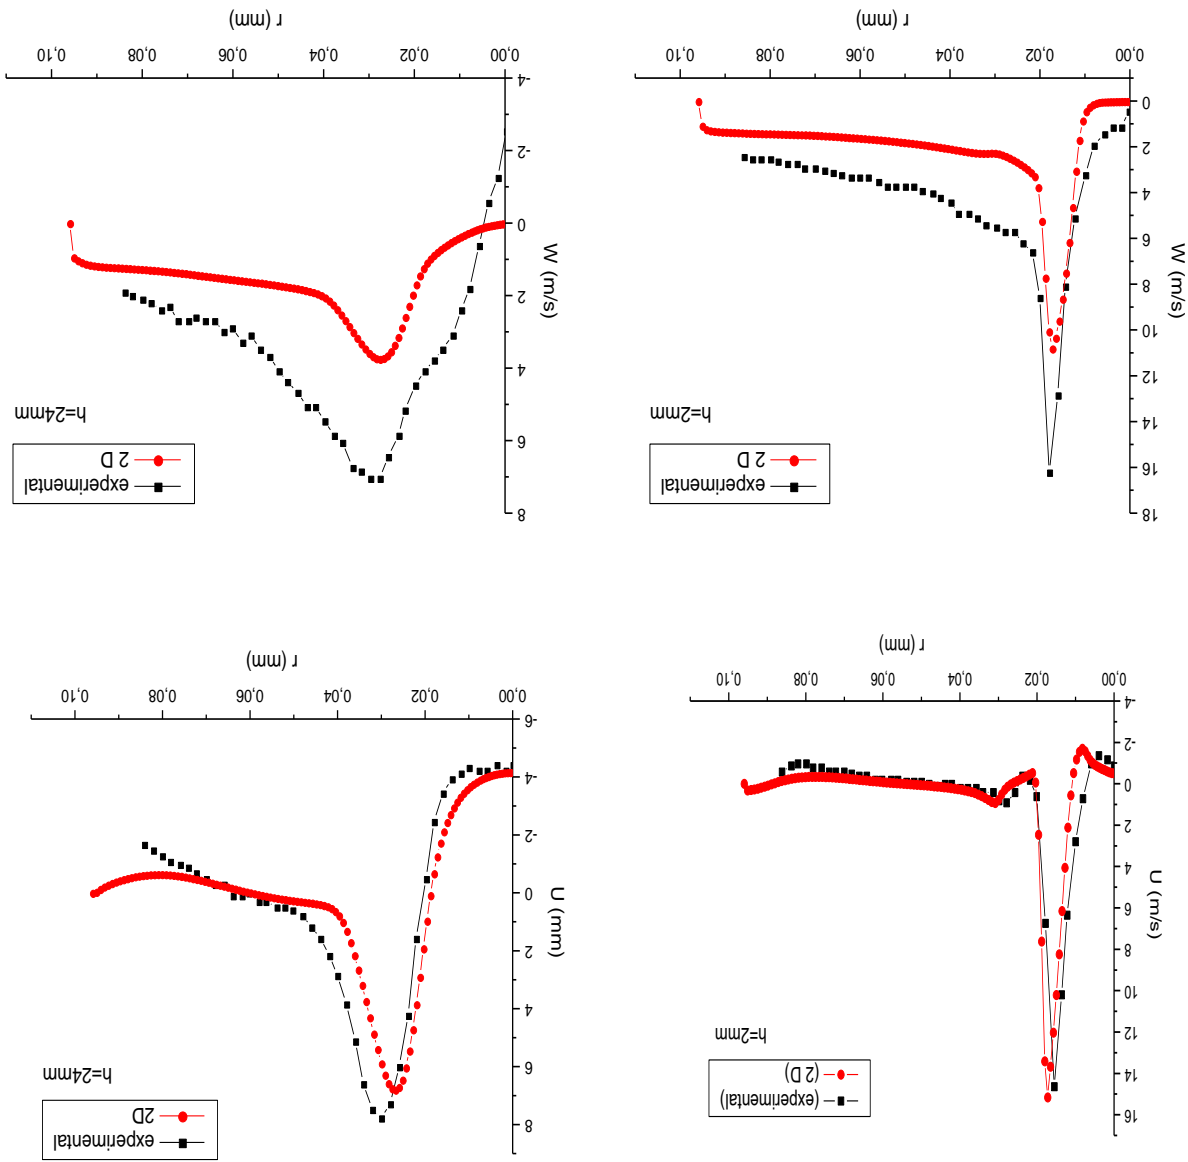 (experimental)
(2 D)
h=2mm
U (m/s)
16
14
12
10
8
6
4
2
0
-2
-4
0,00 0,02 0,04 0,06 0,08 0,10
r (mm)
experimental
2D
h=24mm
U (mm)
8
6
4
2
0
-2
-4
-6
0,00 0,02 0,04 0,06 0,08 0,10
r (mm)
experimental
2 D
h=2mm
W (m/s)
18
16
14
12
10
8
6
4
2
0
0,00 0,02 0,04 0,06 0,08 0,10
r (mm)
experimental
2 D
h=24mm
W (m/s)
8
6
4
2
0
-2
-4
0,00 0,02 0,04 0,06 0,08 0,10
r (mm)